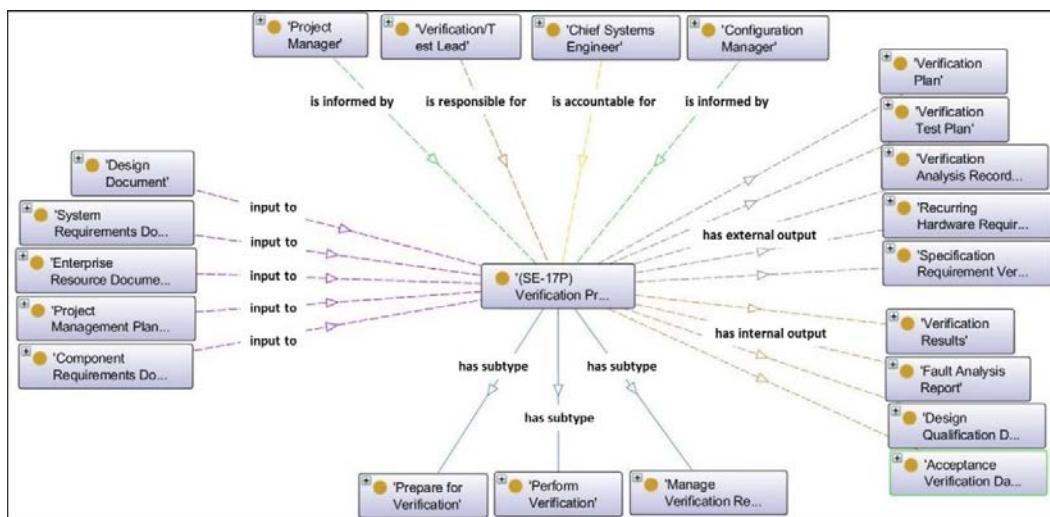 'Project
Manager'
'Verification/T
est Lead'
'Chief Systems
Engineer'
'Configuration
Manager'
is informed by
is responsible for
is accountable for
is informed by
'Design
Document'
'System
Requirements Do...
'Enterprise
Resource Docume...
'Project
Management Plan...
'Component
Requirements Do...
input to
input to
input to
input to
input to
'(SE-17P)
Verification Pr...
'Verification
Plan'
'Verification
Test Plan'
'Verification
Analysis Record...
'Recurring
Hardware Requir...
'Specification
Requirement Ver...
has external output
has internal output
'Verification
Results'
'Fault Analysis
Report'
'Design
Qualification D...
'Acceptance
Verification Da...
has subtype
has subtype
has subtype
'Prepare for
Verification'
'Perform
Verification'
'Manage
Verification Re...